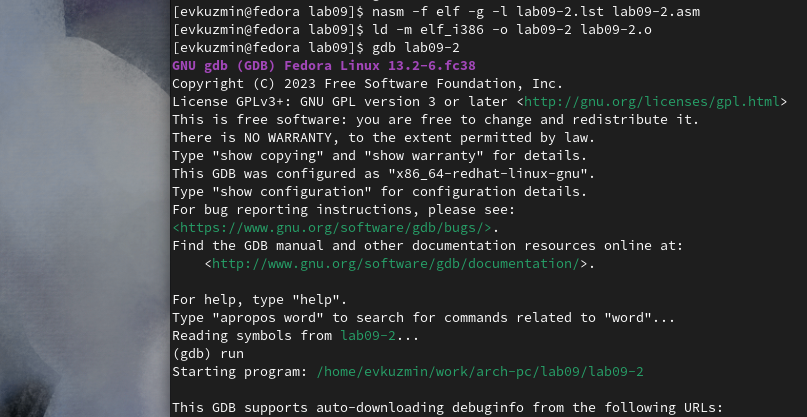 [evkuzmin@fedora lab09]$ nasm -f elf -g -l lab09-2.lst lab09-2.asm
[evkuzmin@fedora lab09]$ ld -m elf_i386 -o lab09-2 lab09-2.o
[evkuzmin@fedora lab09]$ gdb lab09-2
GNU gdb (GDB) Fedora Linux 13.2-6.fc38
Copyright (C) 2023 Free Software Foundation, Inc.
License GPLv3+: GNU GPL version 3 or later <http://gnu.org/licenses/gpl.html>
This is free software: you are free to change and redistribute it.
There is NO WARRANTY, to the extent permitted by law.
Type "show copying" and "show warranty" for details.
This GDB was configured as "x86_64-redhat-linux-gnu".
Type "show configuration" for configuration details.
For bug reporting instructions, please see:
<https://www.gnu.org/software/gdb/bugs/>.
Find the GDB manual and other documentation resources online at:
    <http://www.gnu.org/software/gdb/documentation/>.

For help, type "help".
Type "apropos word" to search for commands related to "word"...
Reading symbols from lab09-2...
(gdb) run
Starting program: /home/evkuzmin/work/arch-pc/lab09/lab09-2

This GDB supports auto-downloading debuginfo from the following URLs: